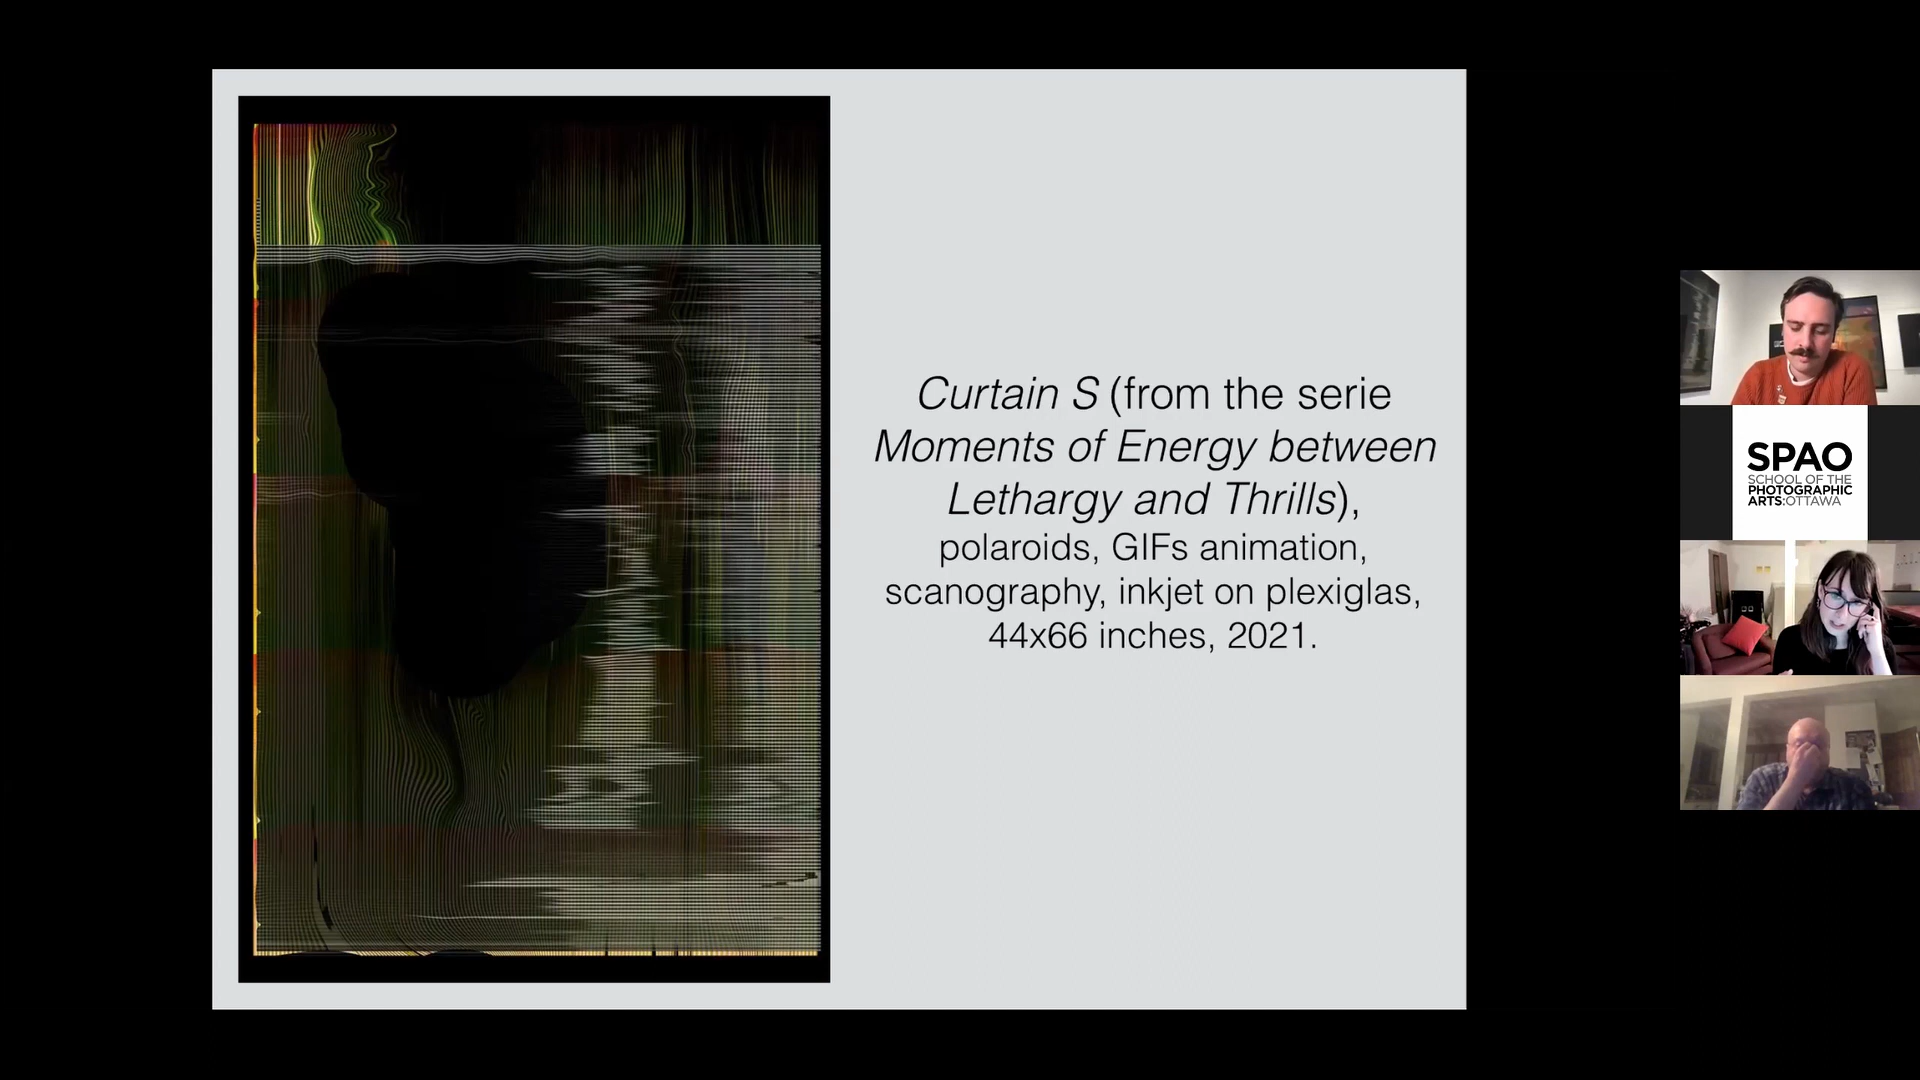 Curtain S (from the serie
Moments of Energy between
Lethargy and Thrills),
polaroids, GIFs animation,
scanography, inkjet on plexiglas,
44x66 inches, 2021.
SPAO
SCHOOL OF THE
PHOTOGRAPHIC
ARTS:OTTAWA